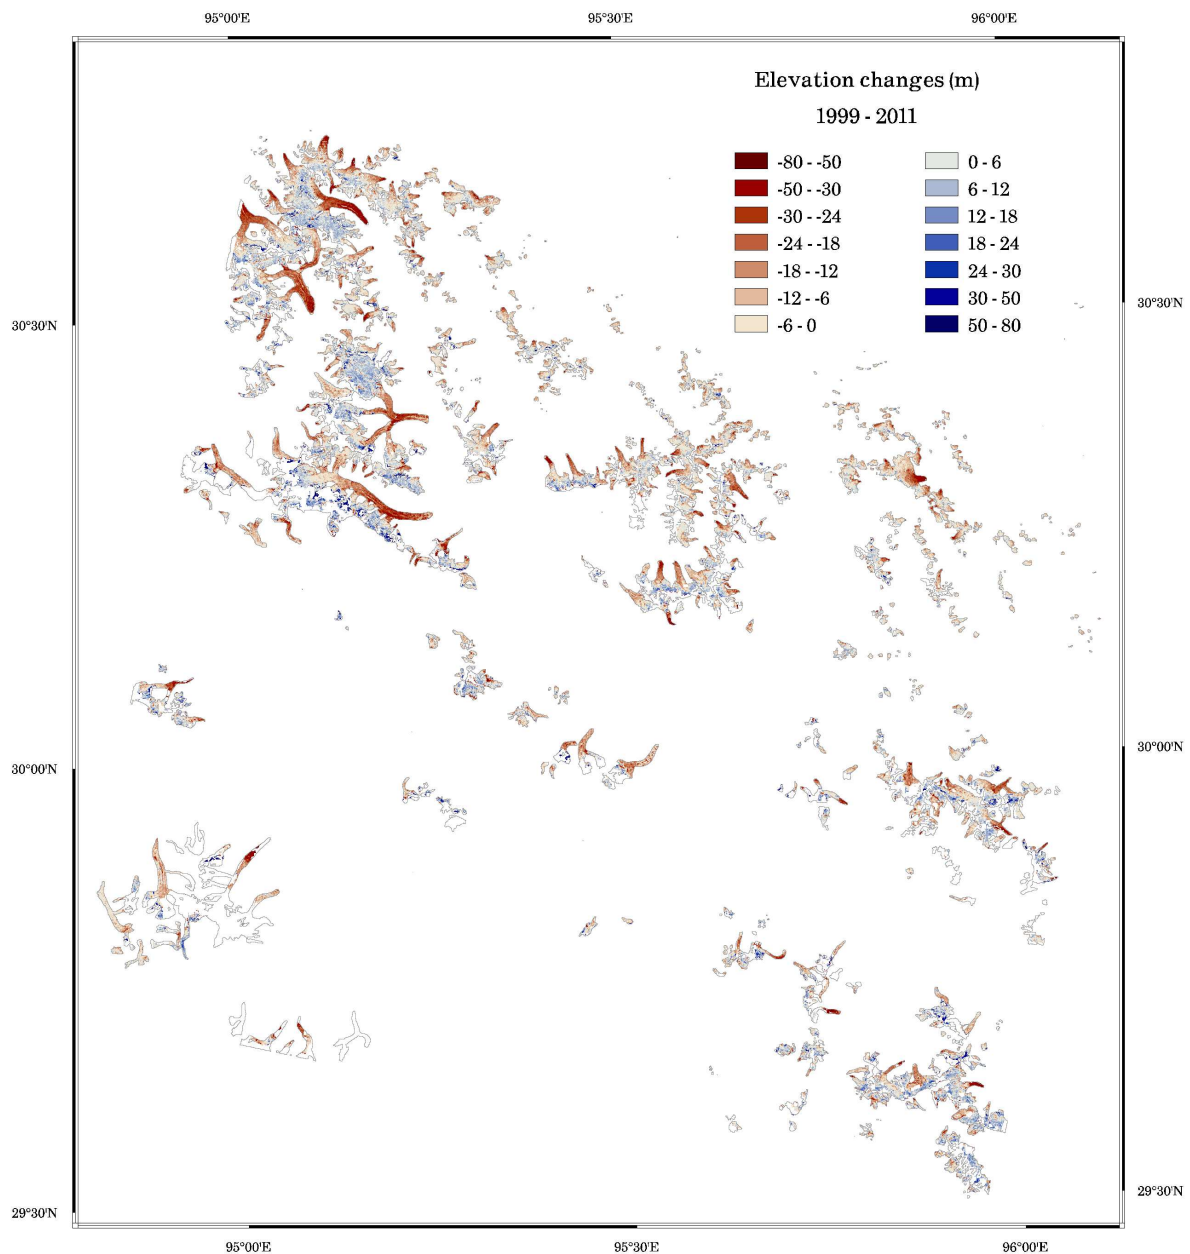 95°00'E 95°30'E 96°00'E
Elevation changes (m)
1999 - 2011
-80 - -50 0 - 6
-50 - -30 6 - 12
-30 - -24 12 - 18
-24 - -18 18 - 24
-18 - -12 24 - 30
-12 - -6 30 - 50
-6 - 0 50 - 80
30°30'N 30°30'N
30°00'N 30°00'N
29°30'N 29°30'N
95°00'E 95°30'E 96°00'E